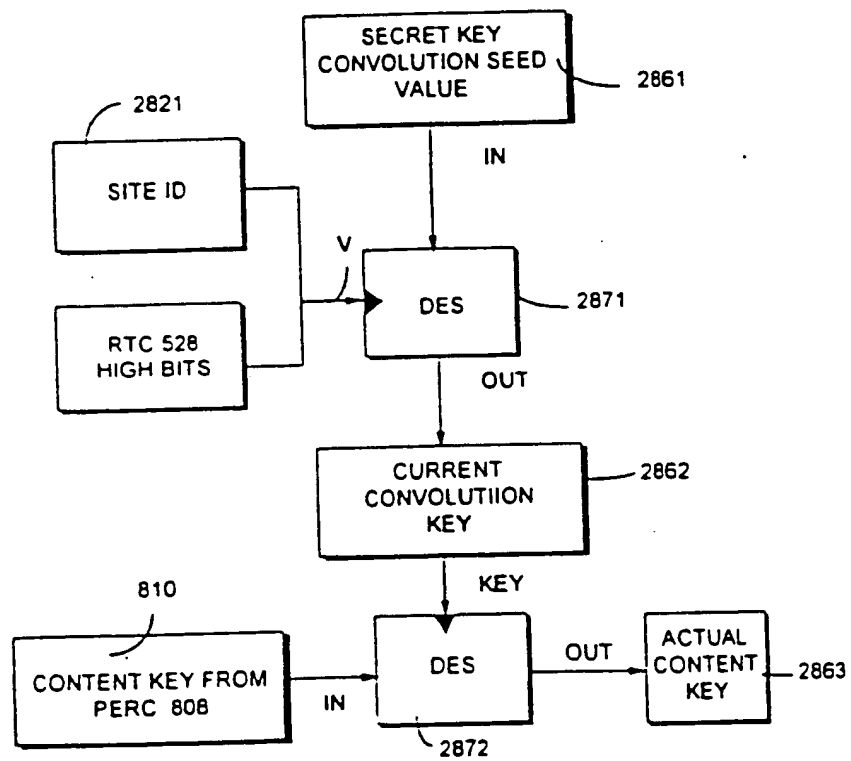 SECRET KEY
CONVOLUTION SEED
VALUE
2861
2821
IN
SITE ID
V
DES
2871
RTC 528
HIGH BITS
OUT
CURRENT
CONVOLUTIION
KEY
2862
KEY
810
CONTENT KEY FROM
PERC 808
IN
DES
2872
OUT
ACTUAL
CONTENT
KEY
2863